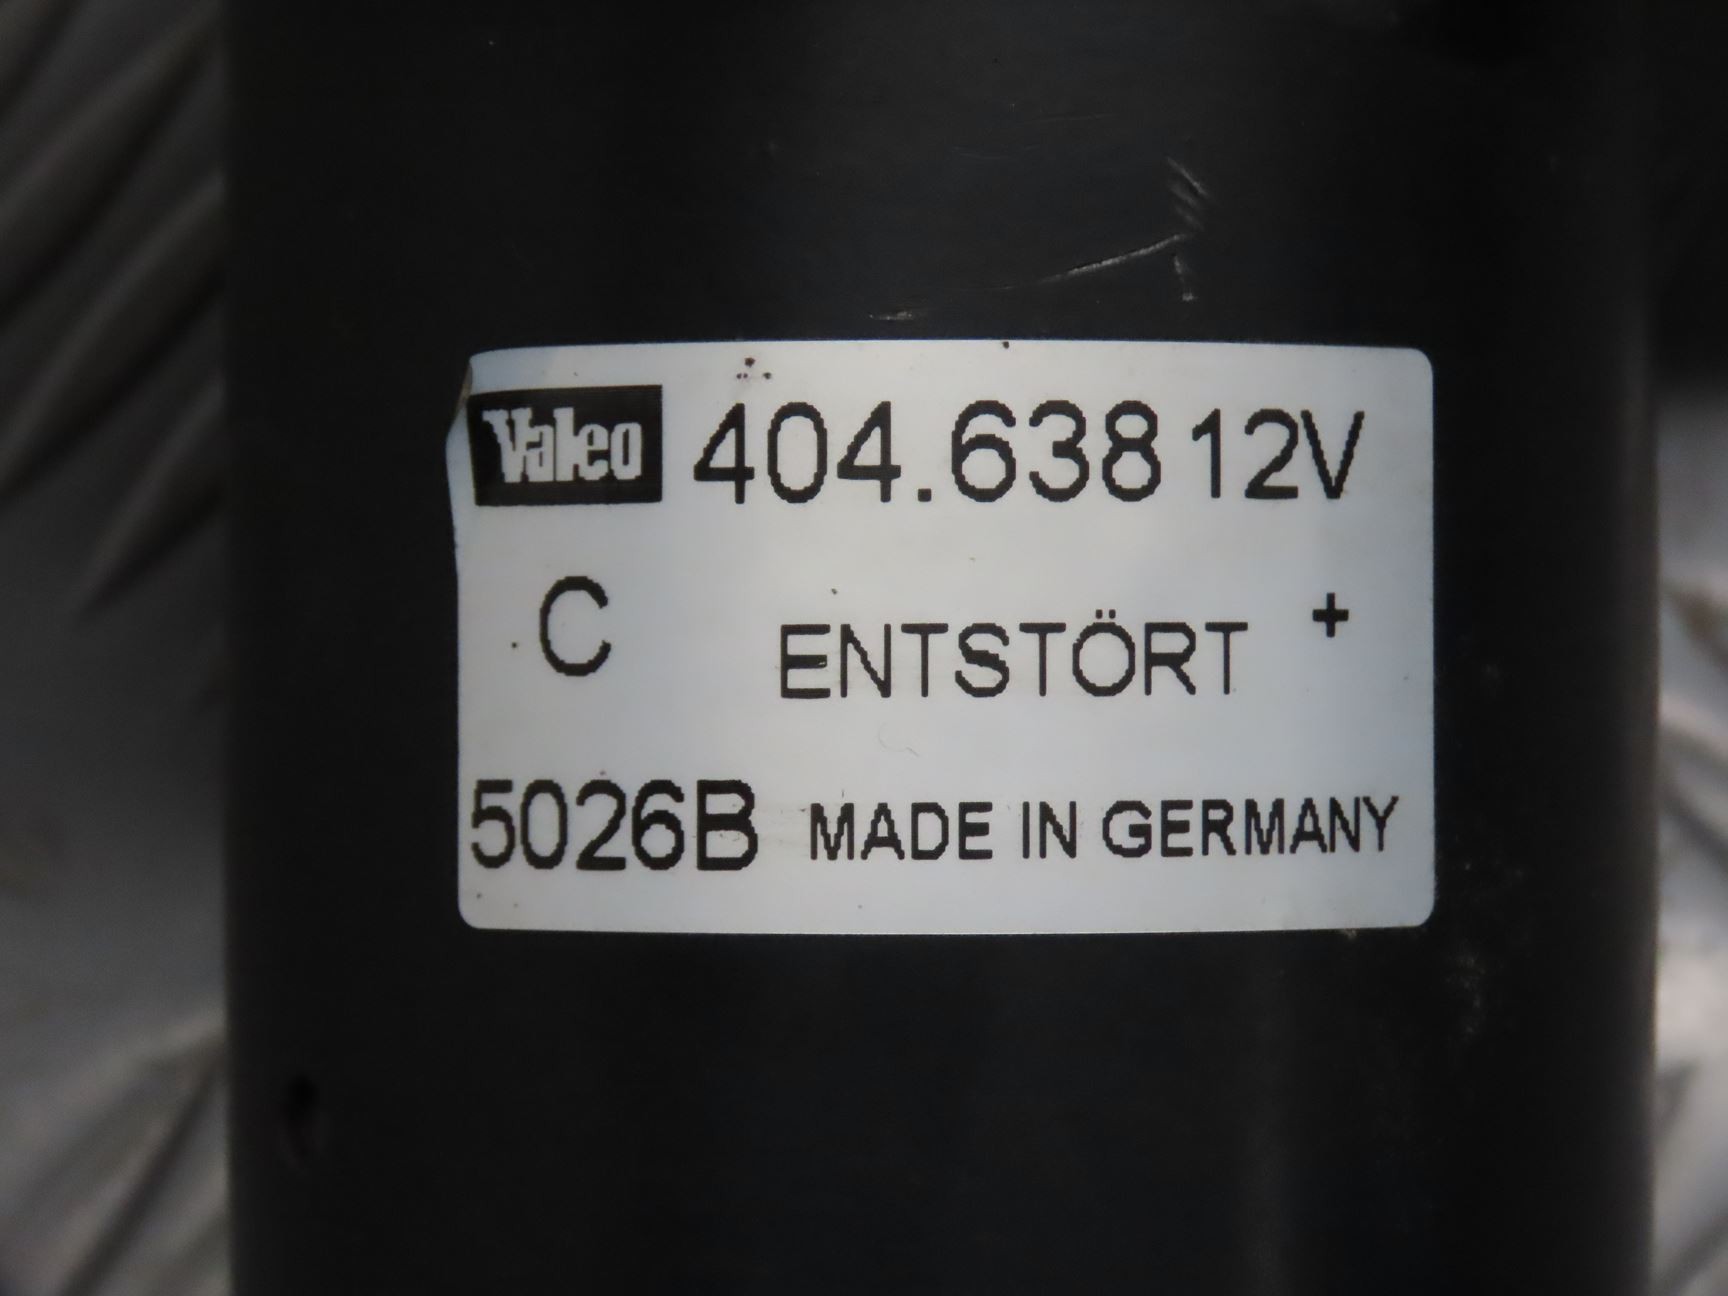 Valeo 404.638 12V
C ENTSTÖRT +
5026B MADE IN GERMANY